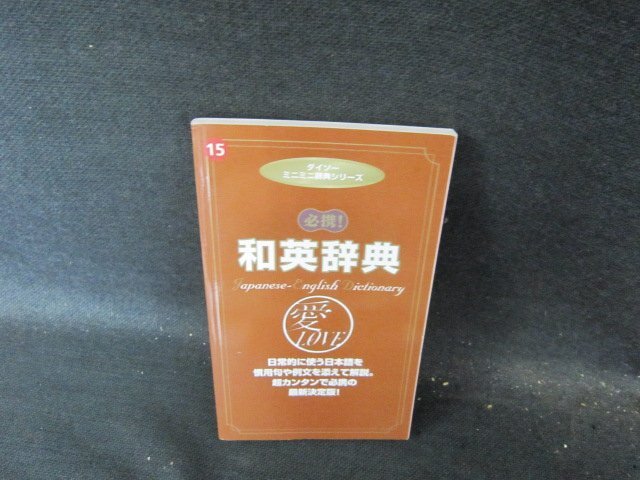 15
ダイソー
ミニミニ辞典シリーズ
必携!
和英辞典
Japanese-English Dictionary
愛
LOVE
日常的に使う日本語を
慣用句や例文を添えて解説。
超カンタンで必携の
最新決定版!